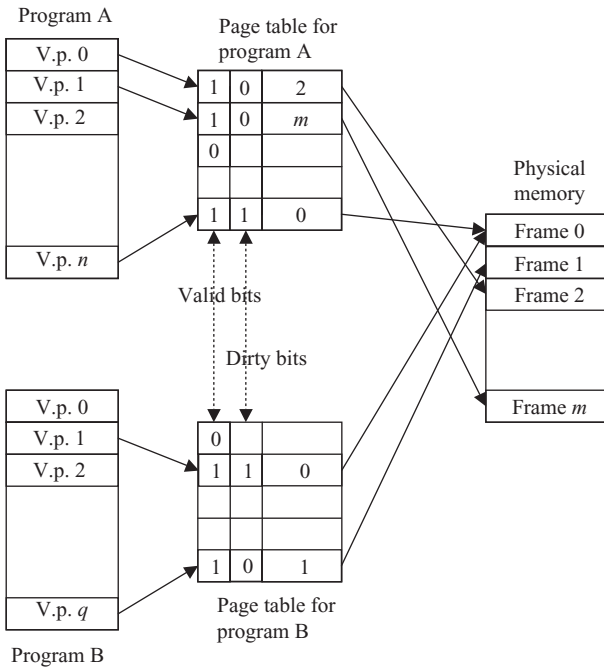 Program A
V.p. 0
V.p. 1
V.p. 2
V.p. n
Page table for
program A
1 0 2
1 0 m
0
1 1 0
Valid bits
Dirty bits
Physical
memory
Frame 0
Frame 1
Frame 2
Frame m
V.p. 0
V.p. 1
V.p. 2
V.p. q
Program B
0
1 1 0
1 0 1
Page table for
program B